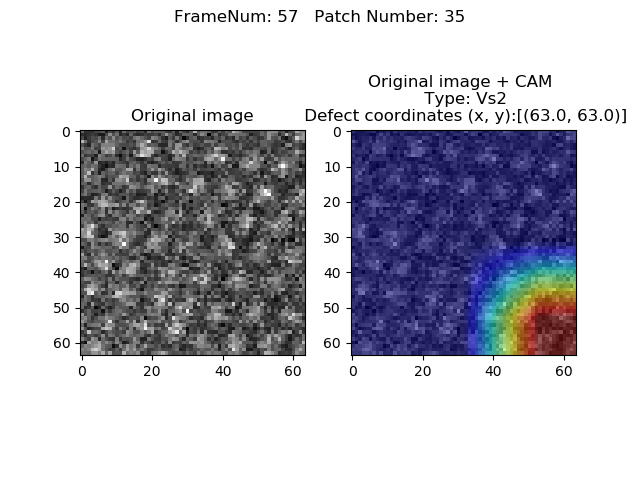 FrameNum: 57   Patch Number: 35
Original image
Original image + CAM
Type: Vs2
Defect coordinates (x, y):[(63.0, 63.0)]
0
10
20
30
40
50
60
0 20 40 60
0
10
20
30
40
50
60
0 20 40 60